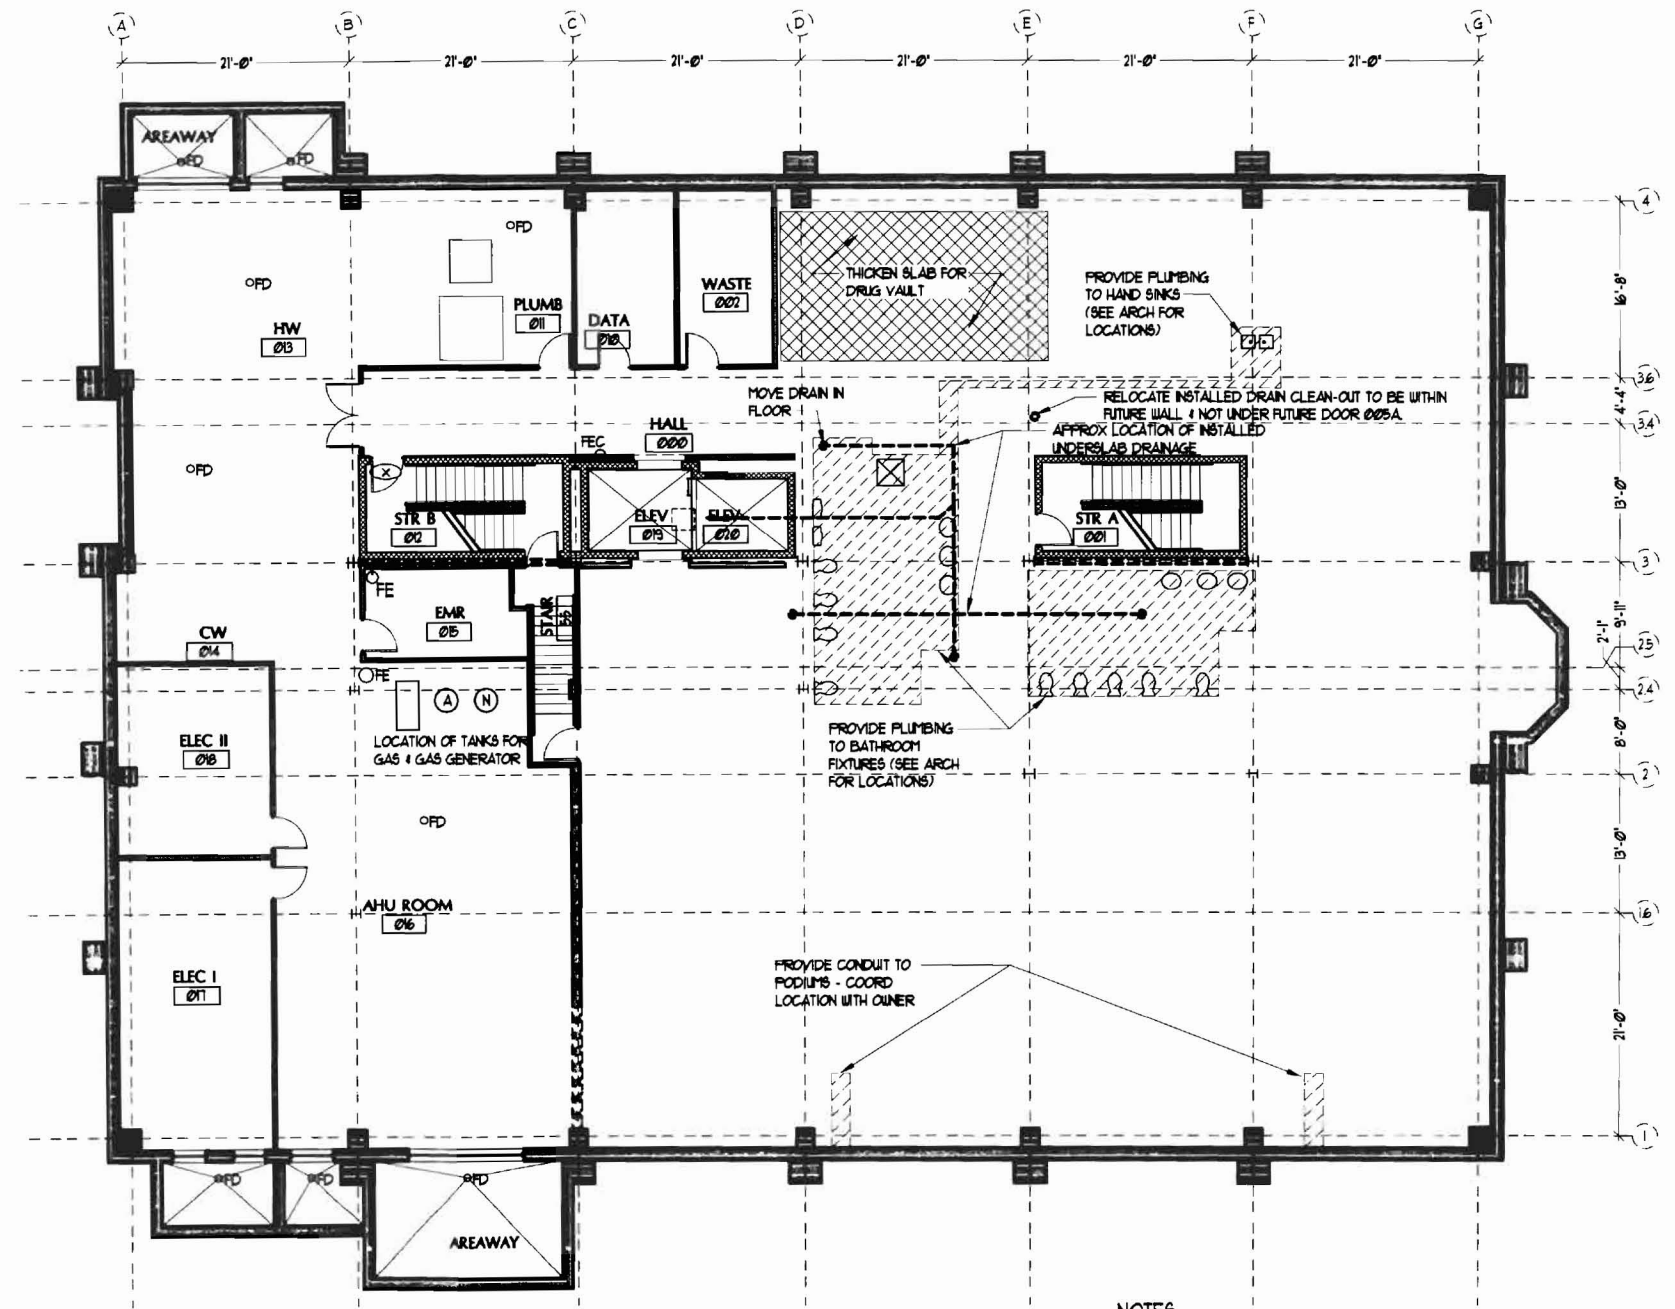 A B C D E F G
21'-0" 21'-0" 21'-0" 21'-0" 21'-0" 21'-0"
AREAWAY
FD FD
4
FD
FD
THICKEN SLAB FOR
DRUG VAULT
PROVIDE PLUMBING
TO HAND SINKS
(SEE ARCH FOR
LOCATIONS)
16'-8"
WASTE
002
PLUMB
011
DATA
010
HW
013
3.6
MOVE DRAIN IN
FLOOR
RELOCATE INSTALLED DRAIN CLEAN-OUT TO BE WITHIN
FUTURE WALL & NOT UNDER FUTURE DOOR 005A.
4'-4"
HALL
000
3.4
APPROX LOCATION OF INSTALLED
UNDERSLAB DRAINAGE
FEC
FD
X
13'-0"
STR B
012
ELEV
019
ELEV
020
STR A
001
3
FE
EMR
015
STAIR
SS
9'-11"
2'-1"
CW
014
2.5
FE
A N
2.4
ELEC II
018
LOCATION OF TANKS FOR
GAS & GAS GENERATOR
PROVIDE PLUMBING
TO BATHROOM
FIXTURES (SEE ARCH
FOR LOCATIONS)
8'-0"
2
FD
13'-0"
AHU ROOM
016
1.6
ELEC I
017
PROVIDE CONDUIT TO
PODIUMS - COORD
LOCATION WITH OWNER
21'-0"
1
FD FD FD
AREAWAY
NOTES